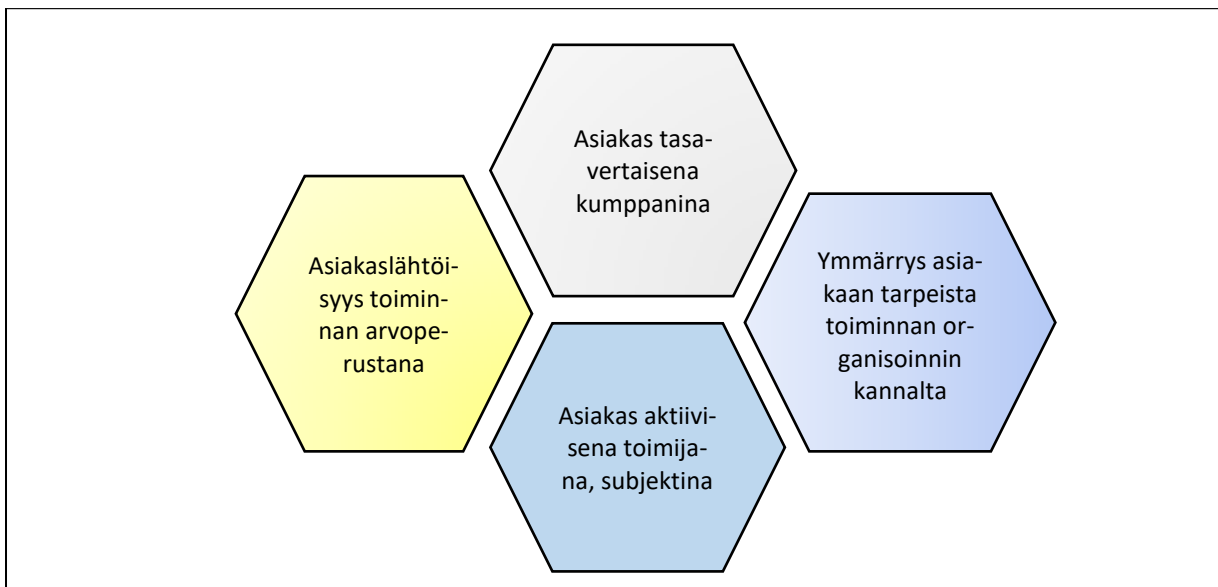 Asiakas tasa-
vertaisena
kumppanina
Asiakaslähtöi-
syys toimin-
nan arvope-
rustana
Ymmärrys asia-
kaan tarpeista
toiminnan or-
ganisoinnin
kannalta
Asiakas aktiivi-
sena toimija-
na, subjektina